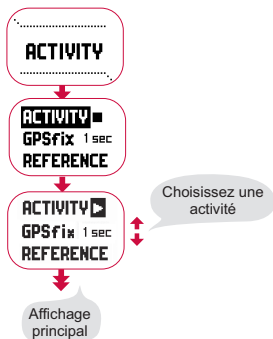 ACTIVITY
ACTIVITY
GPSfix 1 sec
REFERENCE
ACTIVITY
GPSfix 1 sec
REFERENCE
Choisissez une
activité
Affichage
principal